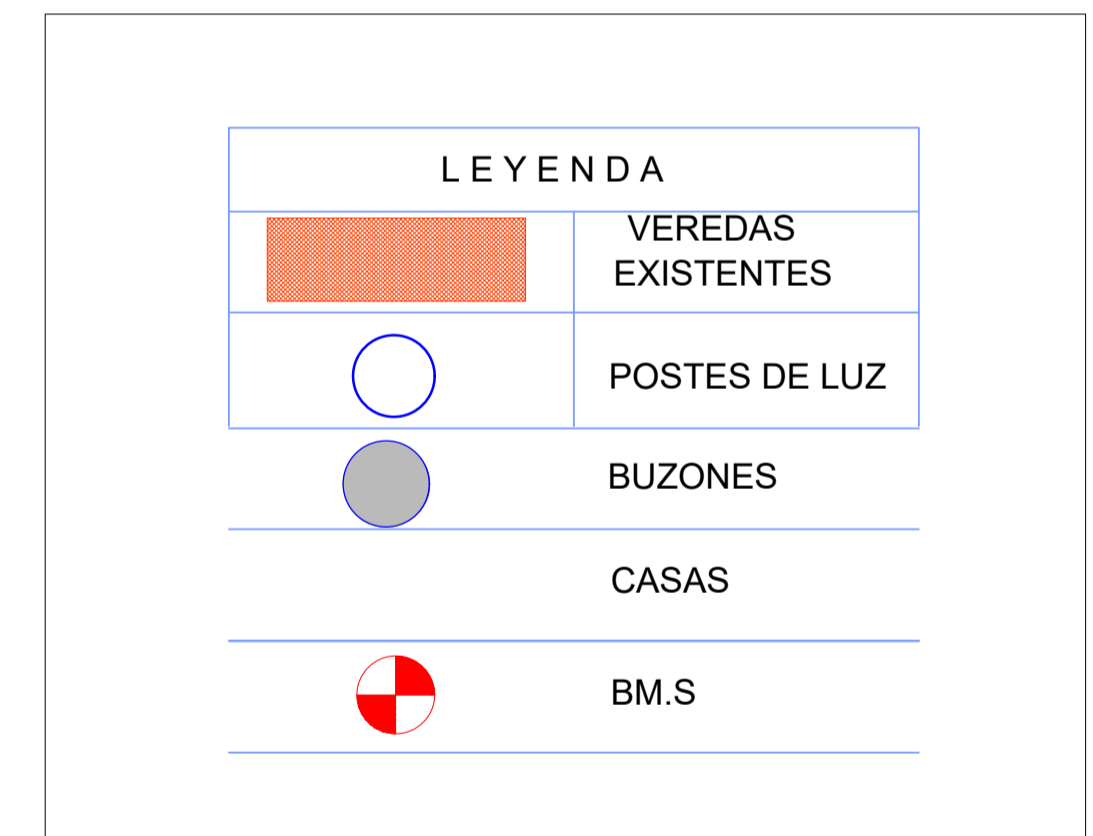 L E Y E N D A
VEREDAS
EXISTENTES
POSTES DE LUZ
BUZONES
CASAS
BM.S